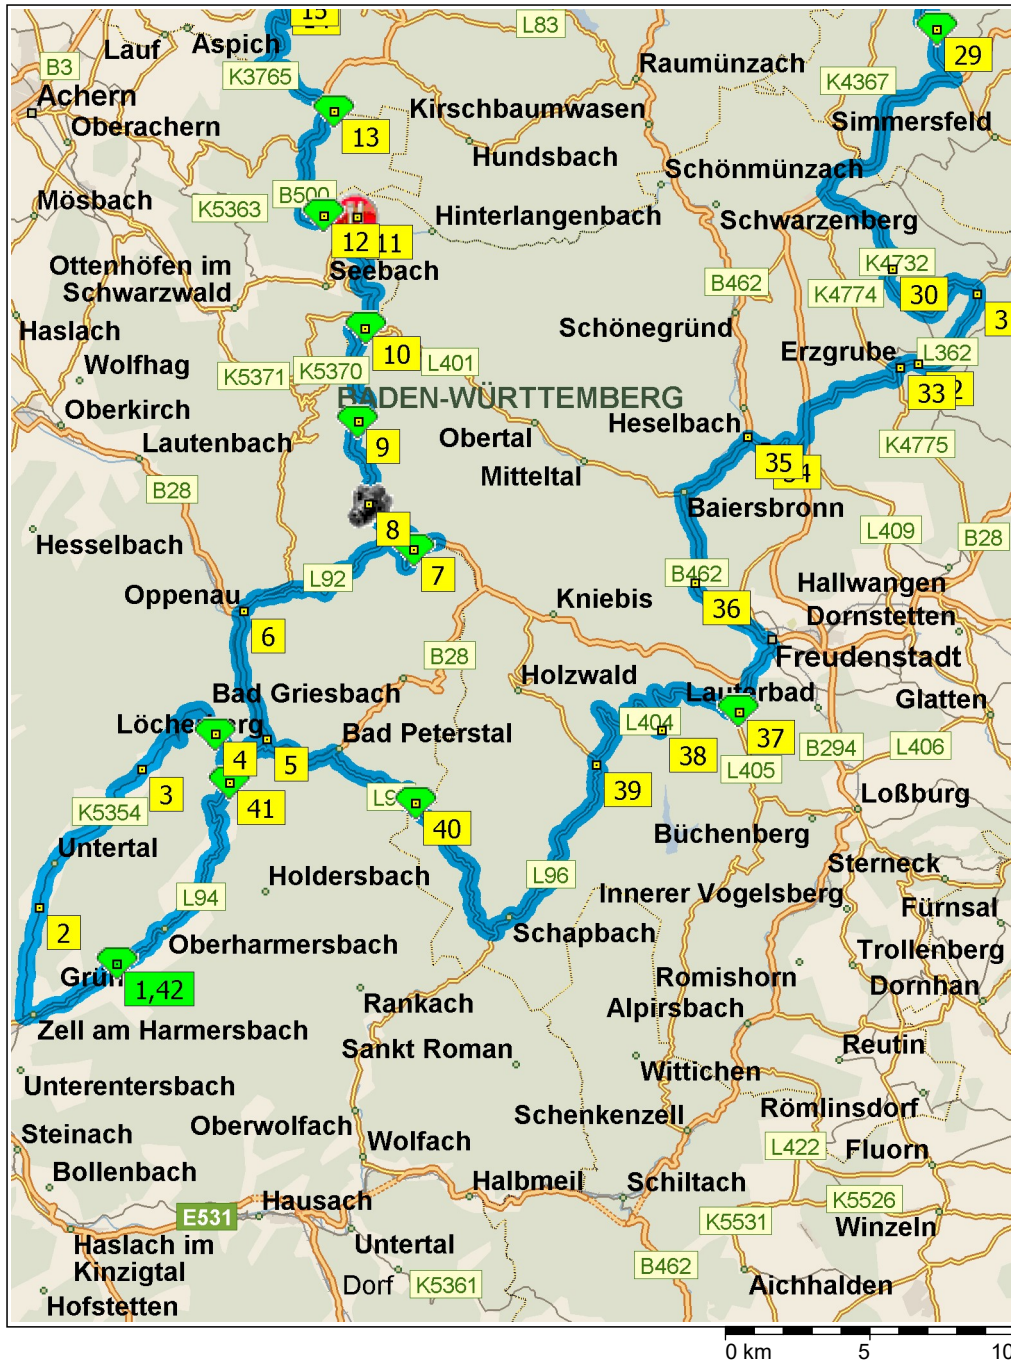 15
L83
Lauf
Aspich
B3
K3765
Raumünzach
29
K4367
Achern
Oberachern
13
Kirschbaumwasen
Simmersfeld
Hundsbach
Schönmünzach
Mösbach
K5363
B500
Hinterlangenbach
Schwarzenberg
12
11
Ottenhöfen im
Schwarzwald
Seebach
K4732
B462
K4774
30
3
Haslach
Schönegründ
10
L401
Erzgrube
L362
Wolfhag
K5371
K5370
33
2
BADEN-WÜRTTEMBERG
Oberkirch
Heselbach
Lautenbach
9
Obertal
K4775
35
34
Mitteltal
B28
Baiersbronn
8
L409
B28
Hesselbach
7
L92
B462
Hallwangen
Oppenau
Kniebis
36
Dornstetten
6
B28
Freudenstadt
Holzwald
Bad Griesbach
Lauterbad
Glatten
Löcherberg
Bad Peterstal
L404
37
B294
L406
4
5
38
3
L405
41
39
K5354
40
Loßburg
Untertal
Büchenberg
Sterneck
Holdersbach
L96
L94
Innerer Vogelsberg
Fürnsal
2
Oberharmersbach
Schapbach
Trollenberg
1,42
Romishorn
Dornhan
Rankach
Alpirsbach
Zell am Harmersbach
Sankt Roman
Reutin
Unterentersbach
Wittichen
Oberwolfach
Schenkenzell
Römlinsdorf
Steinach
Wolfach
L422
Fluorn
Bollenbach
Halbmeil
Schiltach
Hausach
K5526
E531
K5531
Winzeln
Haslach im
Kinzigtal
Untertal
B462
Dorf
K5361
Aichhalden
Hofstetten
0 km
5
10